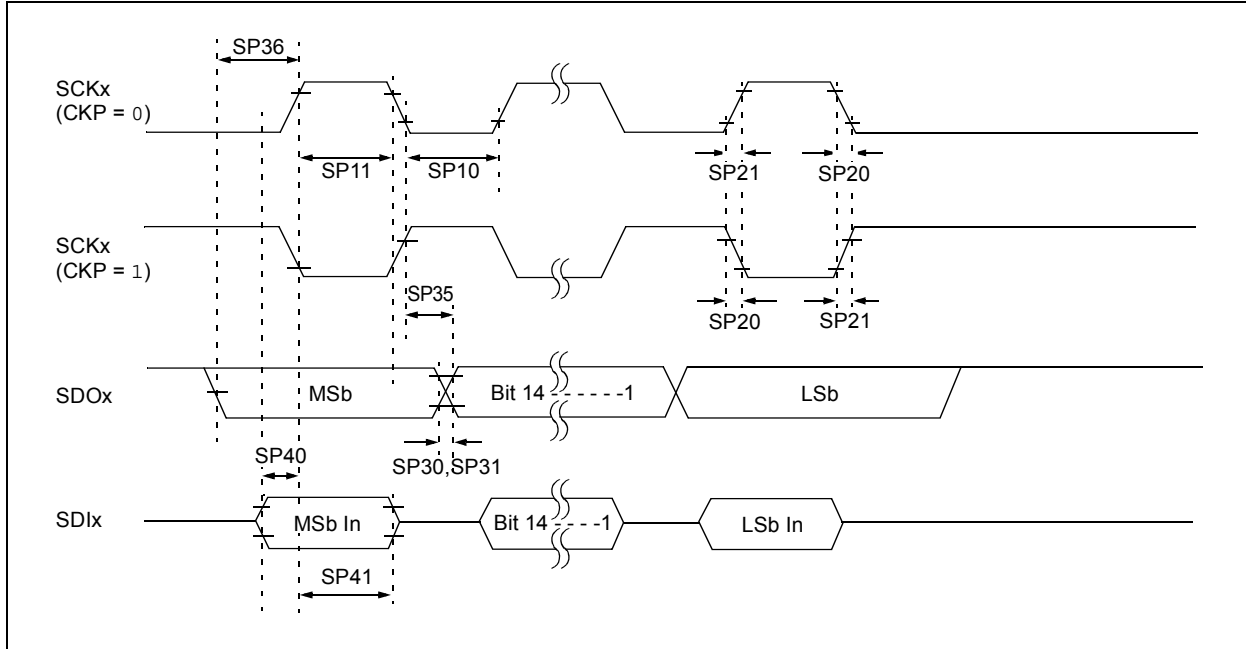 SP36
SCKx
(CKP = 0)
SP11
SP10
SP21
SP20
SCKx
(CKP = 1)
SP35
SP20
SP21
SDOx
MSb
Bit 14 - - - - - -1
LSb
SP40
SP30,SP31
SDIx
MSb In
Bit 14 - - - -1
LSb In
SP41